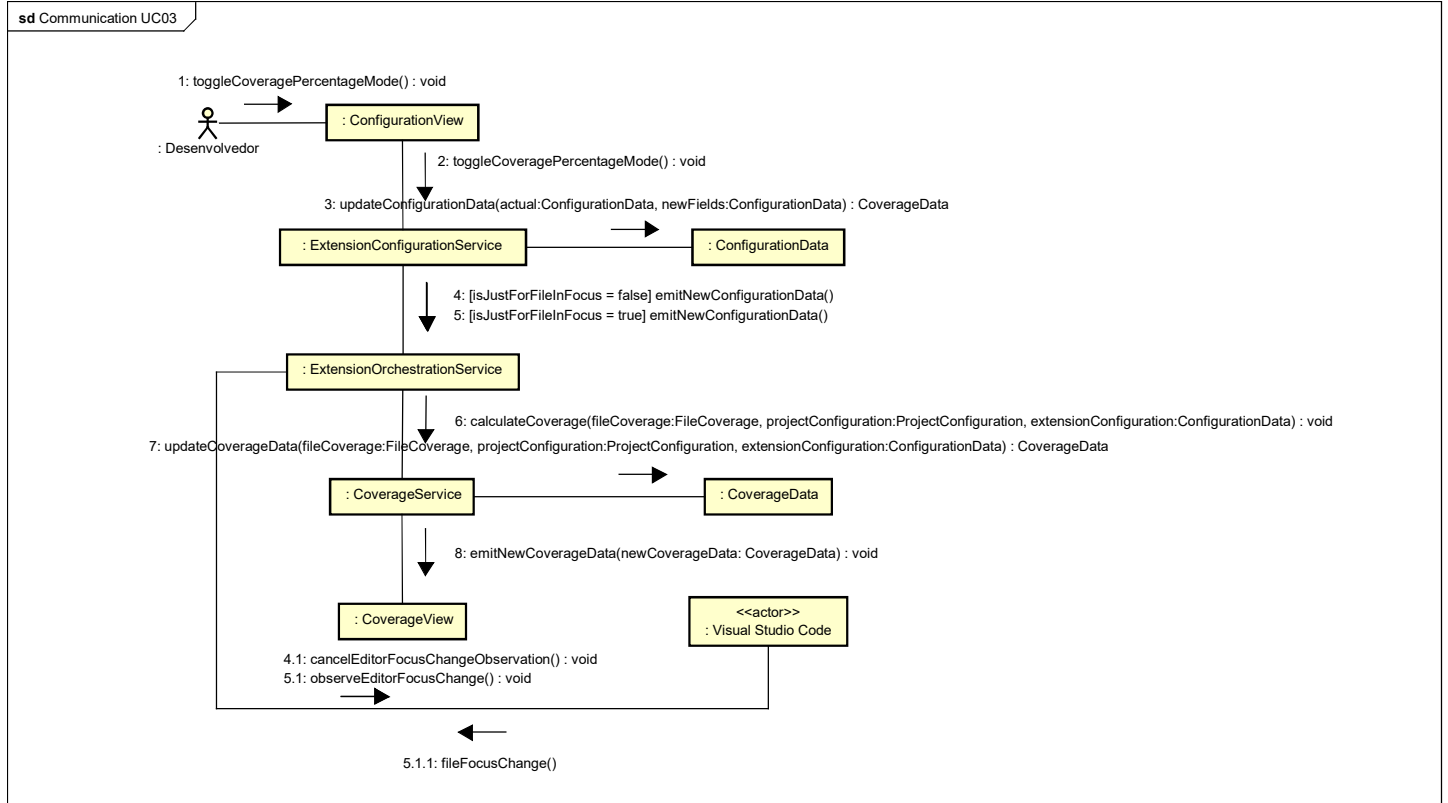 sd Communication UC03
1: toggleCoveragePercentageMode() : void
: ConfigurationView
: Desenvolvedor
2: toggleCoveragePercentageMode() : void
3: updateConfigurationData(actual:ConfigurationData, newFields:ConfigurationData) : CoverageData
: ExtensionConfigurationService
: ConfigurationData
4: [isJustForFileInFocus = false] emitNewConfigurationData()
5: [isJustForFileInFocus = true] emitNewConfigurationData()
: ExtensionOrchestrationService
6: calculateCoverage(fileCoverage:FileCoverage, projectConfiguration:ProjectConfiguration, extensionConfiguration:ConfigurationData) : void
7: updateCoverageData(fileCoverage:FileCoverage, projectConfiguration:ProjectConfiguration, extensionConfiguration:ConfigurationData) : CoverageData
: CoverageService
: CoverageData
8: emitNewCoverageData(newCoverageData: CoverageData) : void
<<actor>>
: CoverageView
: Visual Studio Code
4.1: cancelEditorFocusChangeObservation() : void
5.1: observeEditorFocusChange() : void
5.1.1: fileFocusChange()